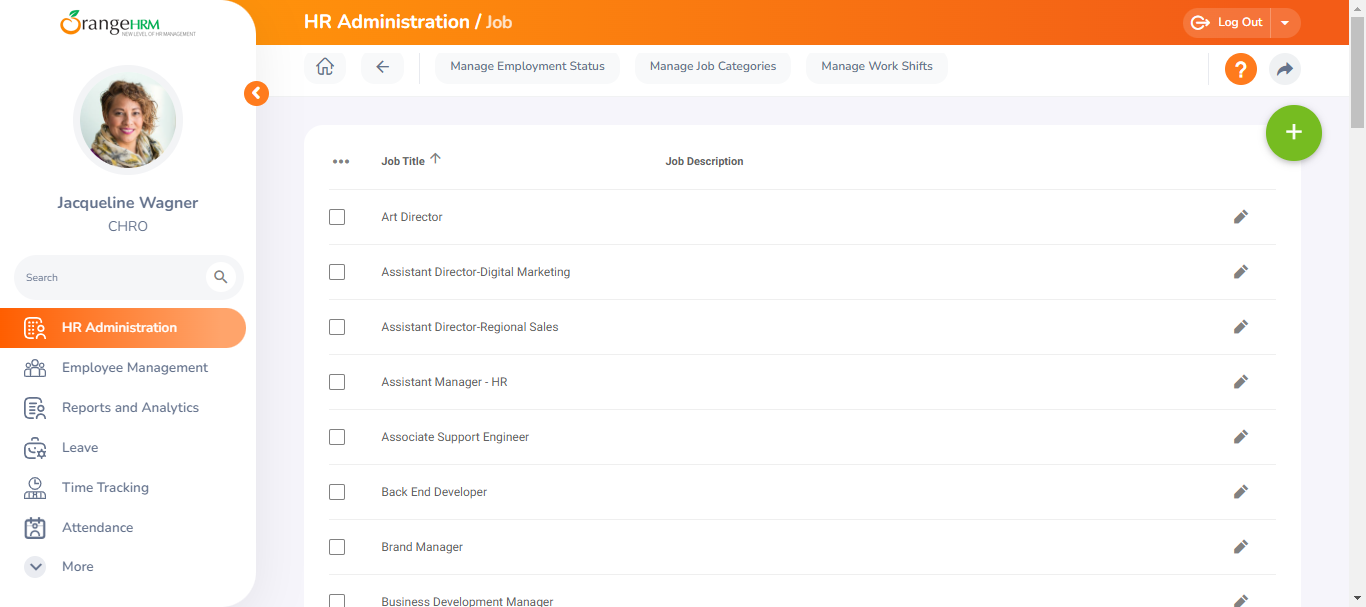 OrangeHRM
NEW LEVEL OF HR MANAGEMENT
Jacqueline Wagner
CHRO
Search
HR Administration
Employee Management
Reports and Analytics
Leave
Time Tracking
Attendance
More
HR Administration / Job
Log Out
Manage Employment Status
Manage Job Categories
Manage Work Shifts
?
+
Job Title
Job Description
Art Director
Assistant Director-Digital Marketing
Assistant Director-Regional Sales
Assistant Manager - HR
Associate Support Engineer
Back End Developer
Brand Manager
Business Development Manager